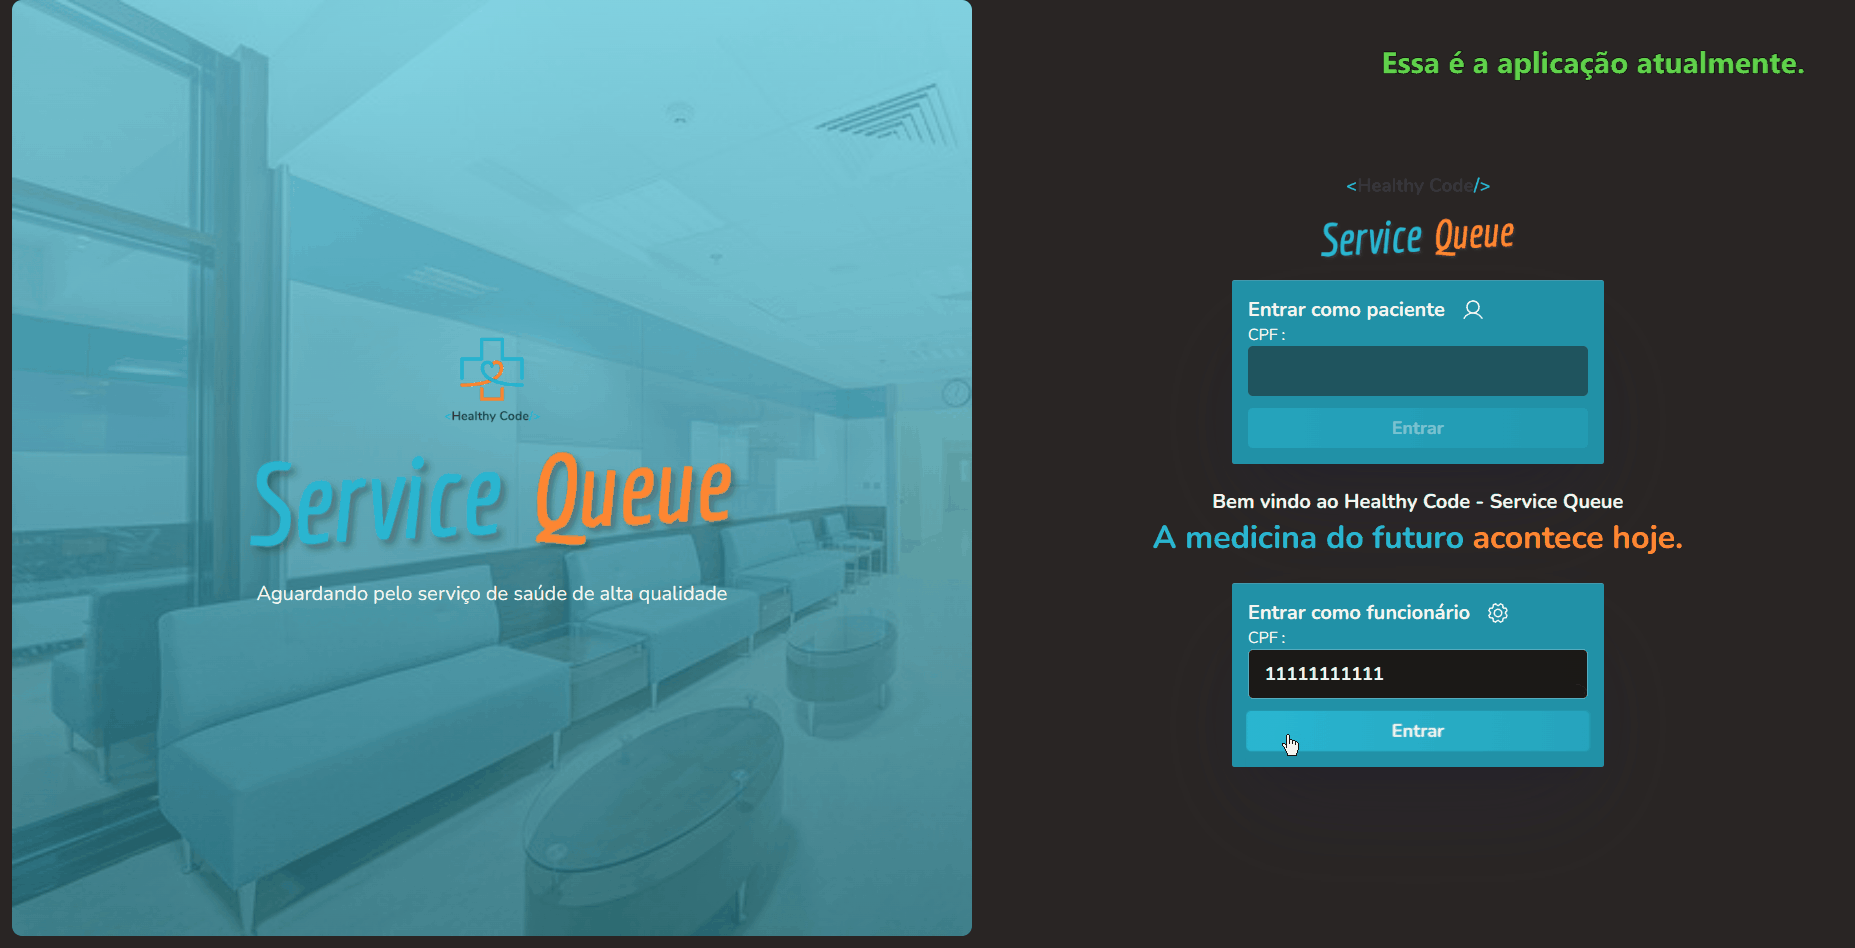 <Healthy Code/>
Service Queue
Aguardando pelo serviço de saúde de alta qualidade
Essa é a aplicação atualmente.
<Healthy Code/>
Service Queue
Entrar como paciente
CPF :
Entrar
Bem vindo ao Healthy Code - Service Queue
A medicina do futuro acontece hoje.
Entrar como funcionário
CPF :
11111111111
Entrar